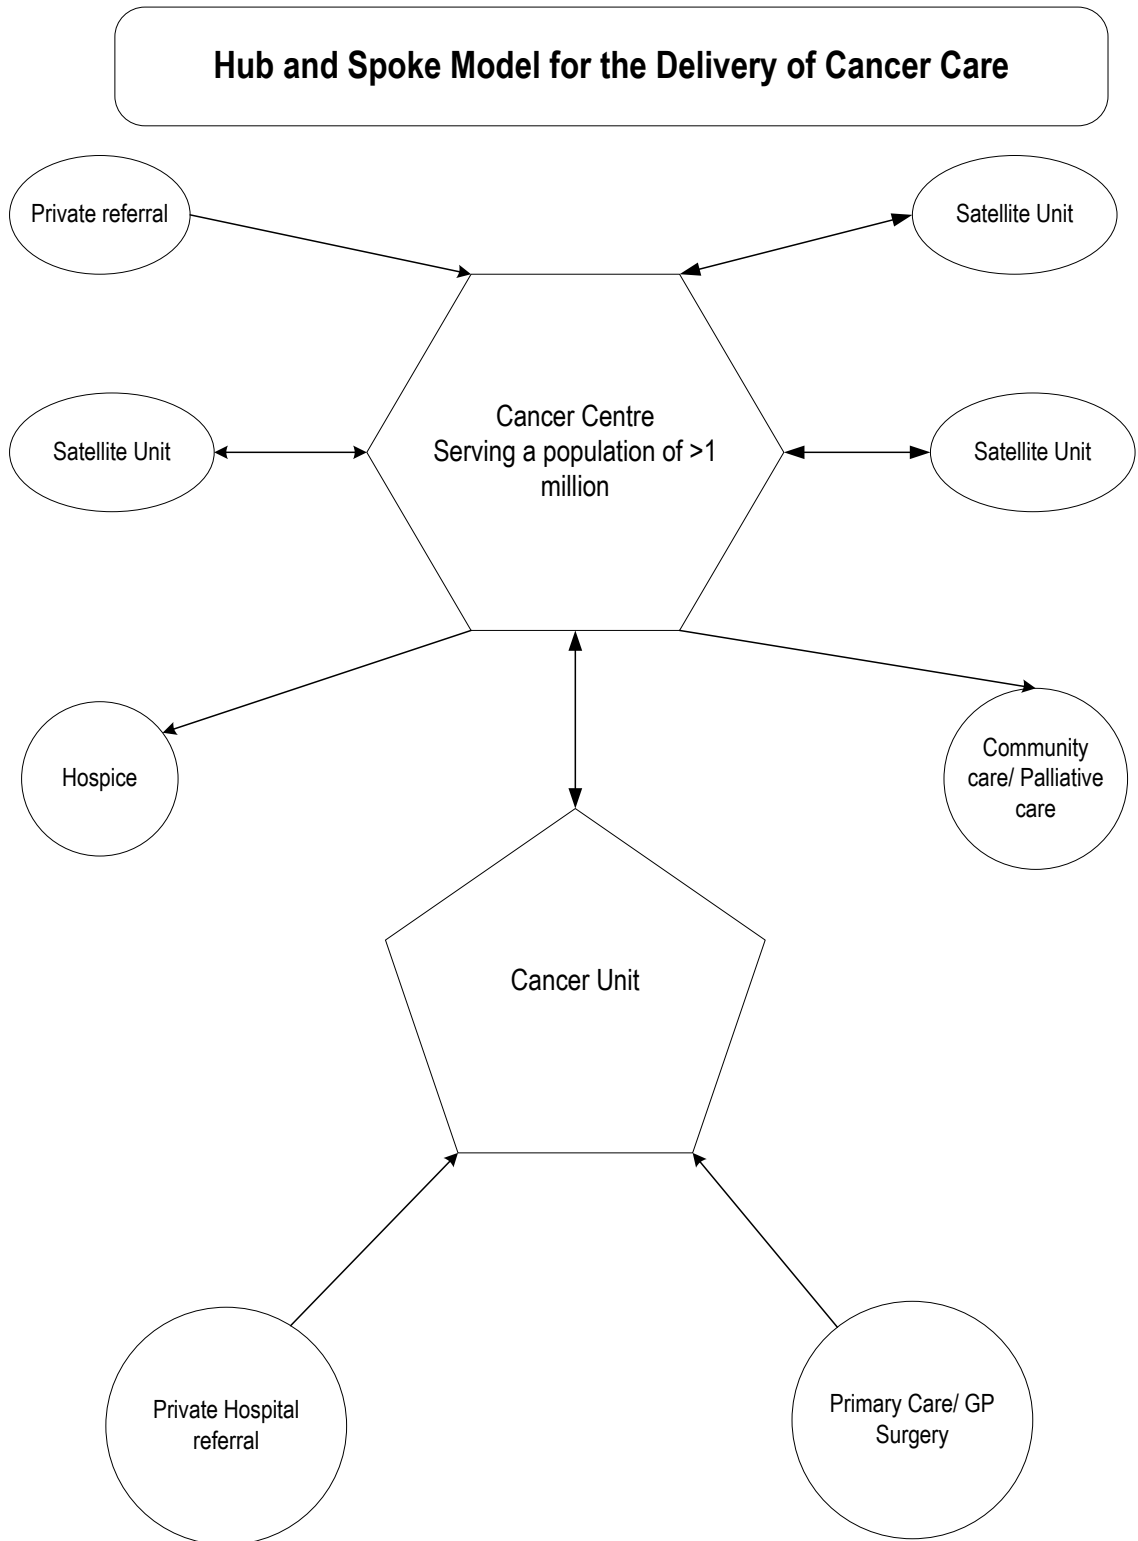 Hub and Spoke Model for the Delivery of Cancer Care
Private referral
Satellite Unit
Cancer Centre
Serving a population of >1
million
Satellite Unit
Satellite Unit
Hospice
Community
care/ Palliative
care
Cancer Unit
Private Hospital
referral
Primary Care/ GP
Surgery